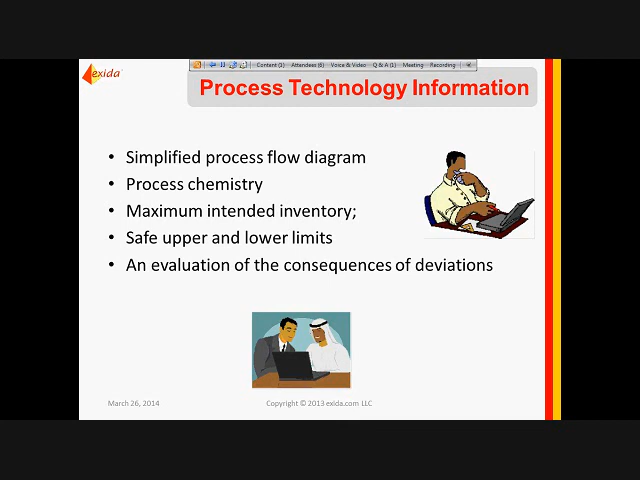 Content (1) Attendees (6) Voice & Video Q & A (1) Meeting Recording
exida
Process Technology Information
• Simplified process flow diagram
• Process chemistry
• Maximum intended inventory;
• Safe upper and lower limits
• An evaluation of the consequences of deviations
March 26, 2014
Copyright © 2013 exida.com LLC